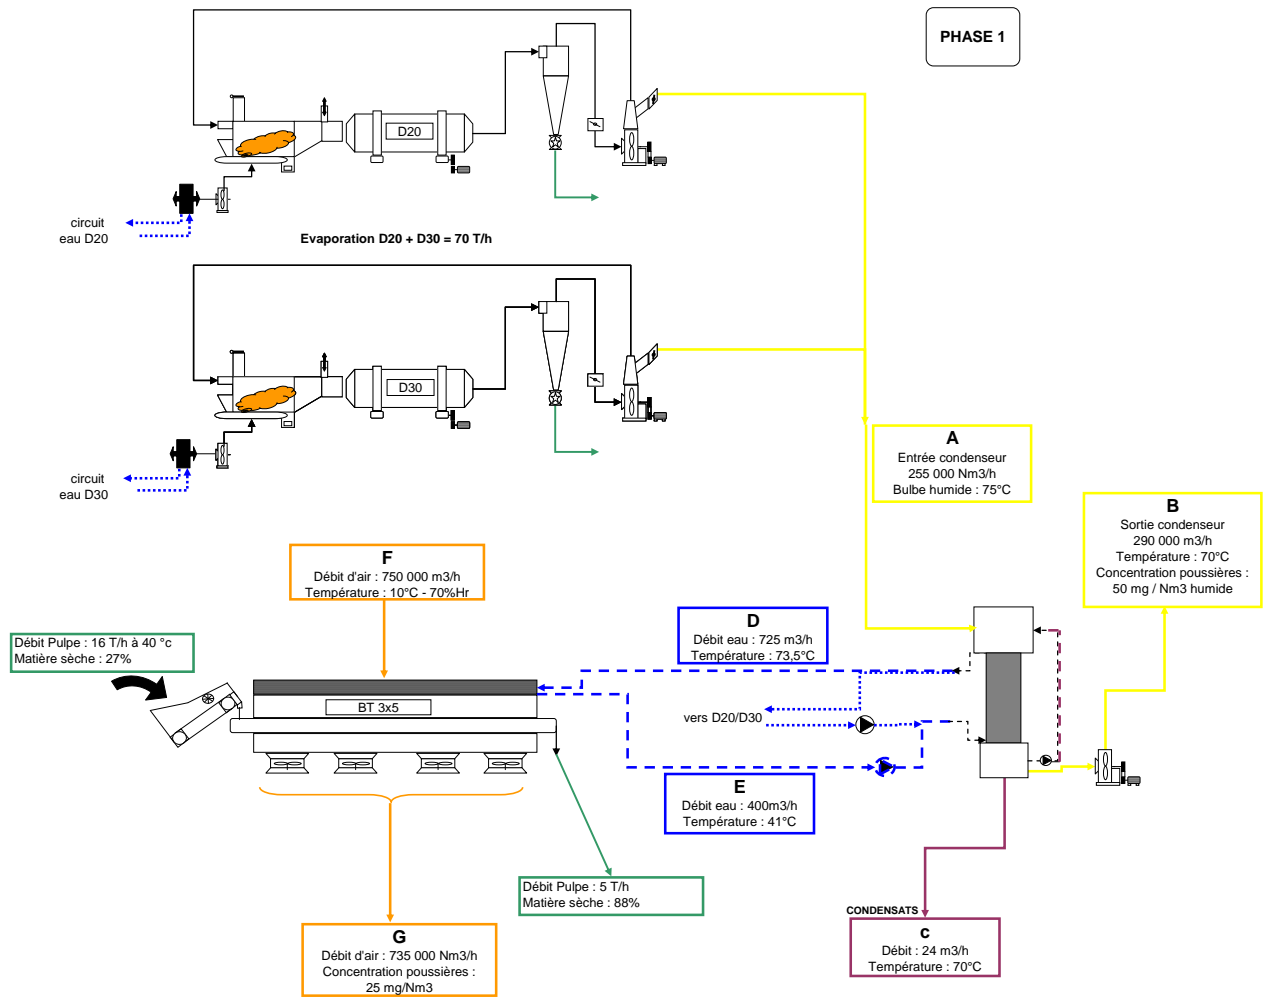 PHASE 1
D20
circuit
eau D20
Evaporation D20 + D30 = 70 T/h
D30
circuit
eau D30
A
Entrée condenseur
255 000 Nm3/h
Bulbe humide : 75°C
B
Sortie condenseur
290 000 m3/h
Température : 70°C
Concentration poussières :
50 mg / Nm3 humide
F
Débit d'air : 750 000 m3/h
Température : 10°C - 70%Hr
D
Débit eau : 725 m3/h
Température : 73,5°C
Débit Pulpe : 16 T/h à 40 °c
Matière sèche : 27%
BT 3x5
vers D20/D30
E
Débit eau : 400m3/h
Température : 41°C
Débit Pulpe : 5 T/h
Matière sèche : 88%
CONDENSATS
c
Débit : 24 m3/h
Température : 70°C
G
Débit d'air : 735 000 Nm3/h
Concentration poussières :
25 mg/Nm3